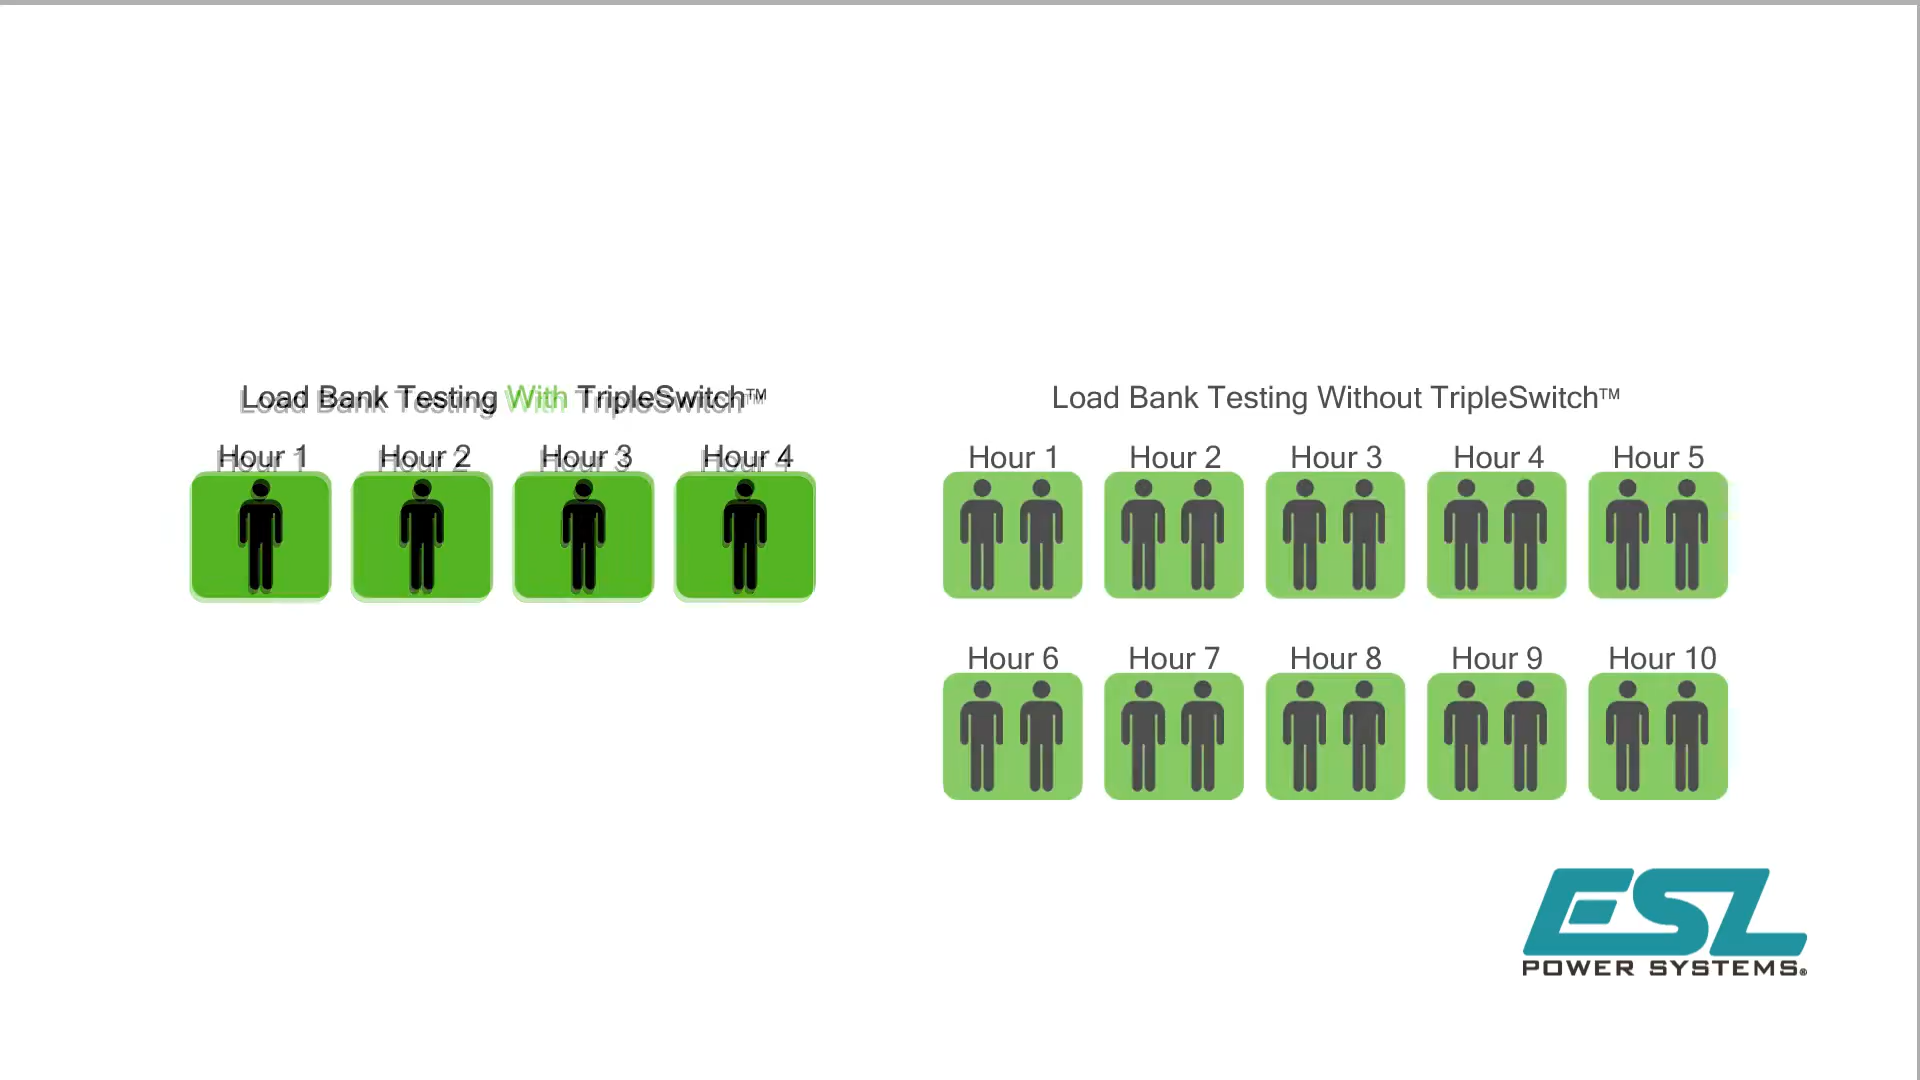 Load Bank Testing With TripleSwitch™
Hour 1 Hour 2 Hour 3 Hour 4
Load Bank Testing Without TripleSwitch™
Hour 1 Hour 2 Hour 3 Hour 4 Hour 5
Hour 6 Hour 7 Hour 8 Hour 9 Hour 10
ESL
POWER SYSTEMS®